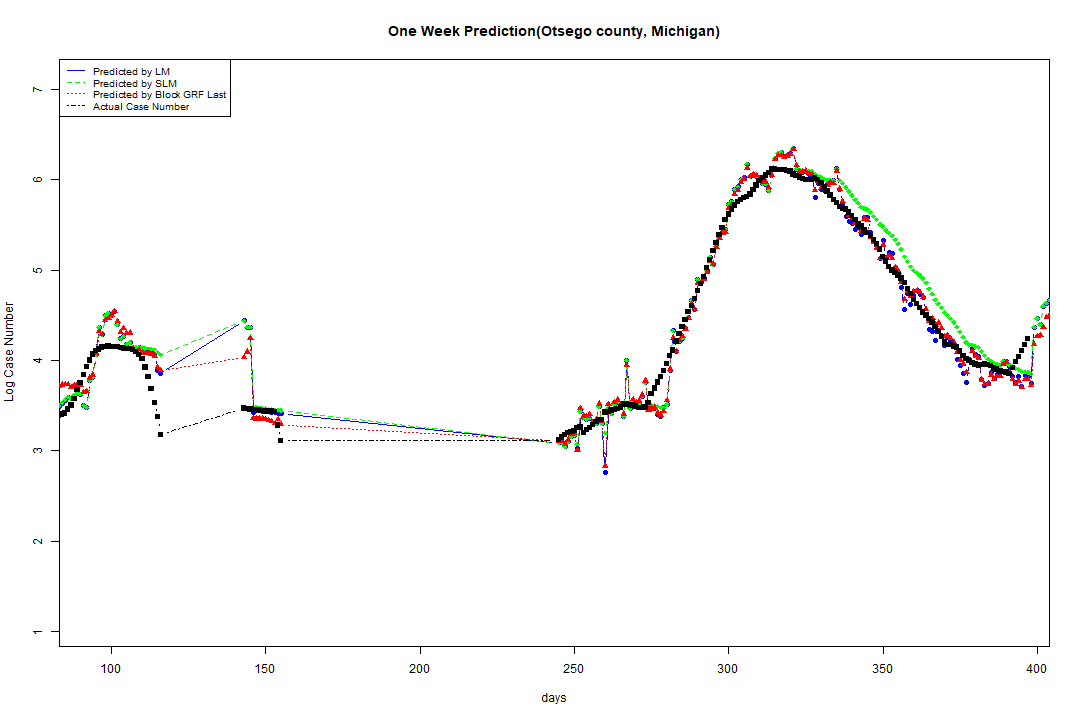 One Week Prediction(Otsego county, Michigan)
Predicted by LM
Predicted by SLM
Predicted by Block GRF Last
Actual Case Number
7
6
5
4
3
2
1
Log Case Number
100 150 200 250 300 350 400
days